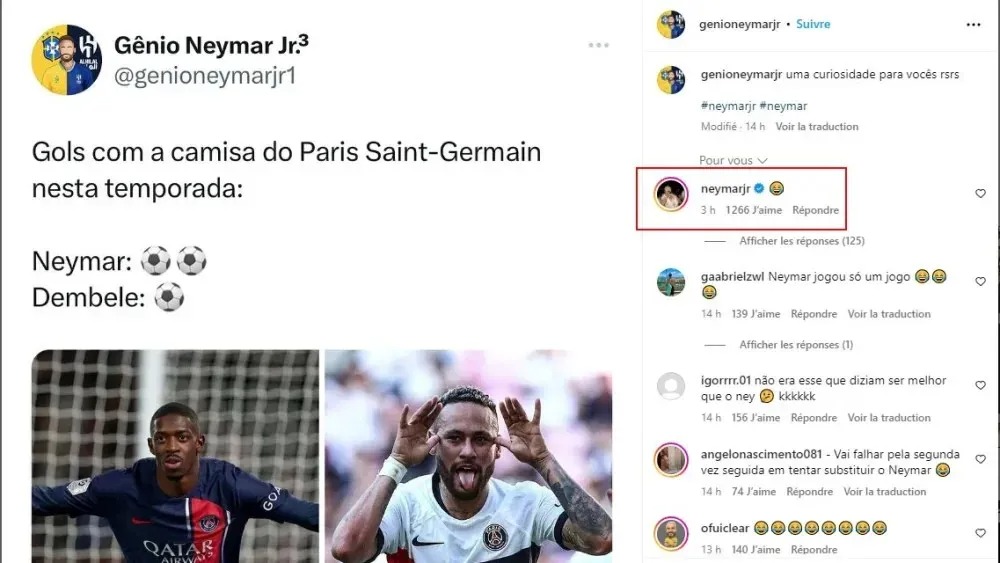 Gênio Neymar Jr.³
@genioneymarjr1
Gols com a camisa do Paris Saint-Germain
nesta temporada:
Neymar: ⚽⚽
Dembele: ⚽
QATAR
AIRWAYS
GOA
genioneymarjr · Suivre
genioneymarjr uma curiosidade para vocês rsrs
#neymarjr #neymar
Modifié · 14 h Voir la traduction
Pour vous
neymarjr 😂
3 h 1266 J'aime Répondre
Afficher les réponses (125)
gaabrielzwl Neymar jogou só um jogo 😂😂
😂
14 h 139 J'aime Répondre Voir la traduction
Afficher les réponses (1)
igorrrr.01 não era esse que diziam ser melhor
que o ney 🤔 kkkkkk
14 h 156 J'aime Répondre Voir la traduction
angelonascimento081 - Vai falhar pela segunda
vez seguida em tentar substituir o Neymar 😂
14 h 74 J'aime Répondre Voir la traduction
ofuiclear 😂😂😂😂😂😂😂😂
13 h 140 J'aime Répondre